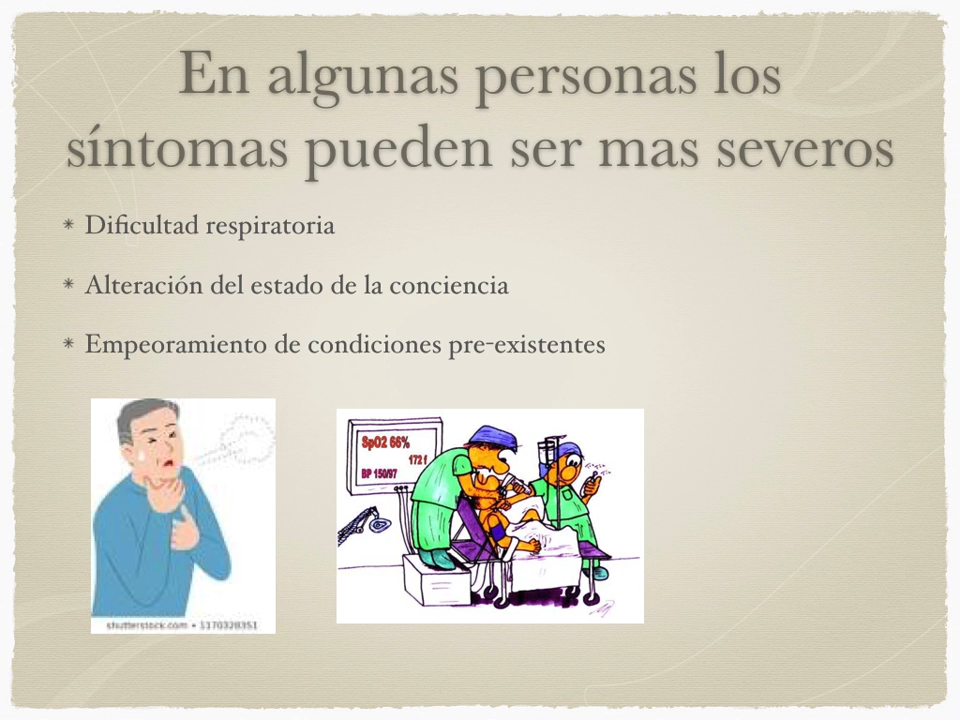 En algunas personas los
síntomas pueden ser mas severos
* Dificultad respiratoria
* Alteración del estado de la conciencia
* Empeoramiento de condiciones pre-existentes
SpO2 66%
172 f
BP 150/97
shutterstock.com • 1170328351